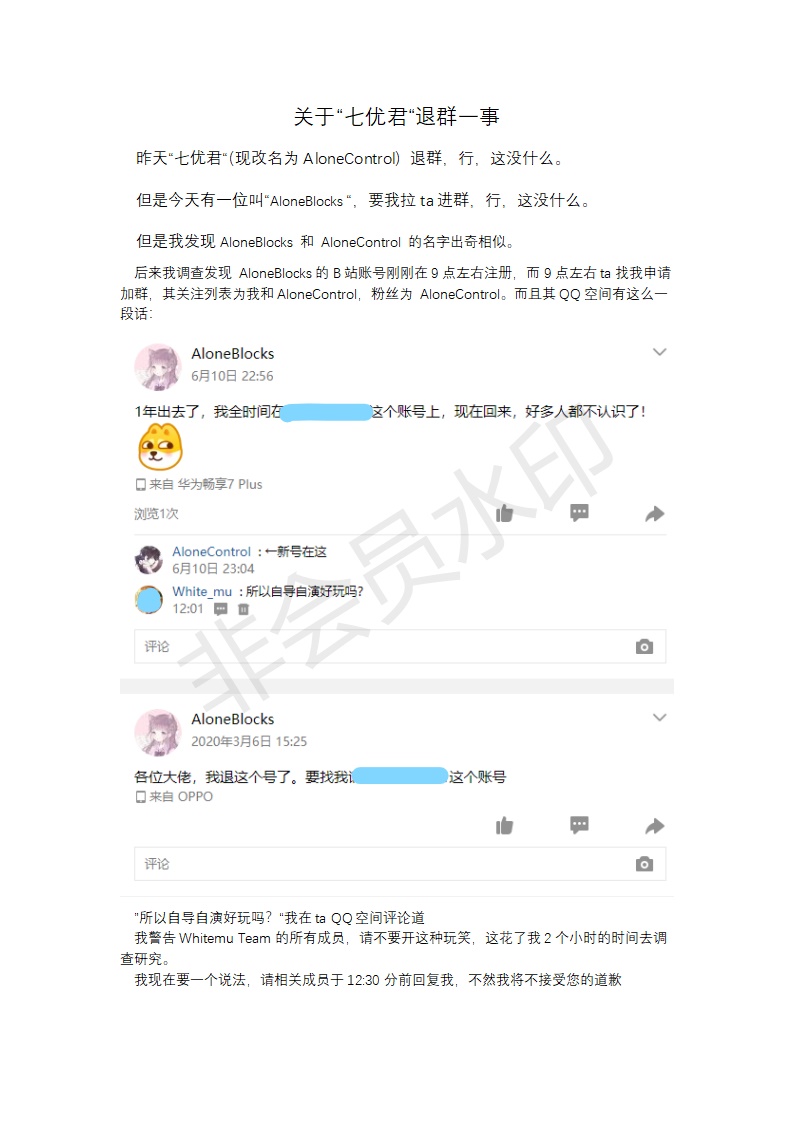 关于“七优君“退群一事
昨天“七优君“（现改名为 AloneControl）退群，行，这没什么。
但是今天有一位叫“AloneBlocks “，要我拉 ta 进群，行，这没什么。
但是我发现 AloneBlocks 和 AloneControl 的名字出奇相似。
后来我调查发现 AloneBlocks 的 B 站账号刚刚在 9 点左右注册，而 9 点左右 ta 找我申请
加群，其关注列表为我和 AloneControl，粉丝为 AloneControl。而且其 QQ 空间有这么一
段话：
AloneBlocks
6月10日 22:56
1年出去了，我全时间在 这个账号上，现在回来，好多人都不认识了！
来自 华为畅享7 Plus
浏览1次
AloneControl ：←新号在这
6月10日 23:04
White_mu ：所以自导自演好玩吗？
12:01
评论
AloneBlocks
2020年3月6日 15:25
各位大佬，我退这个号了。要找我 这个账号
来自 OPPO
评论
”所以自导自演好玩吗？“我在 ta QQ 空间评论道
我警告 Whitemu Team 的所有成员，请不要开这种玩笑，这花了我 2 个小时的时间去调
查研究。
我现在要一个说法，请相关成员于 12:30 分前回复我，不然我将不接受您的道歉
非会员水印